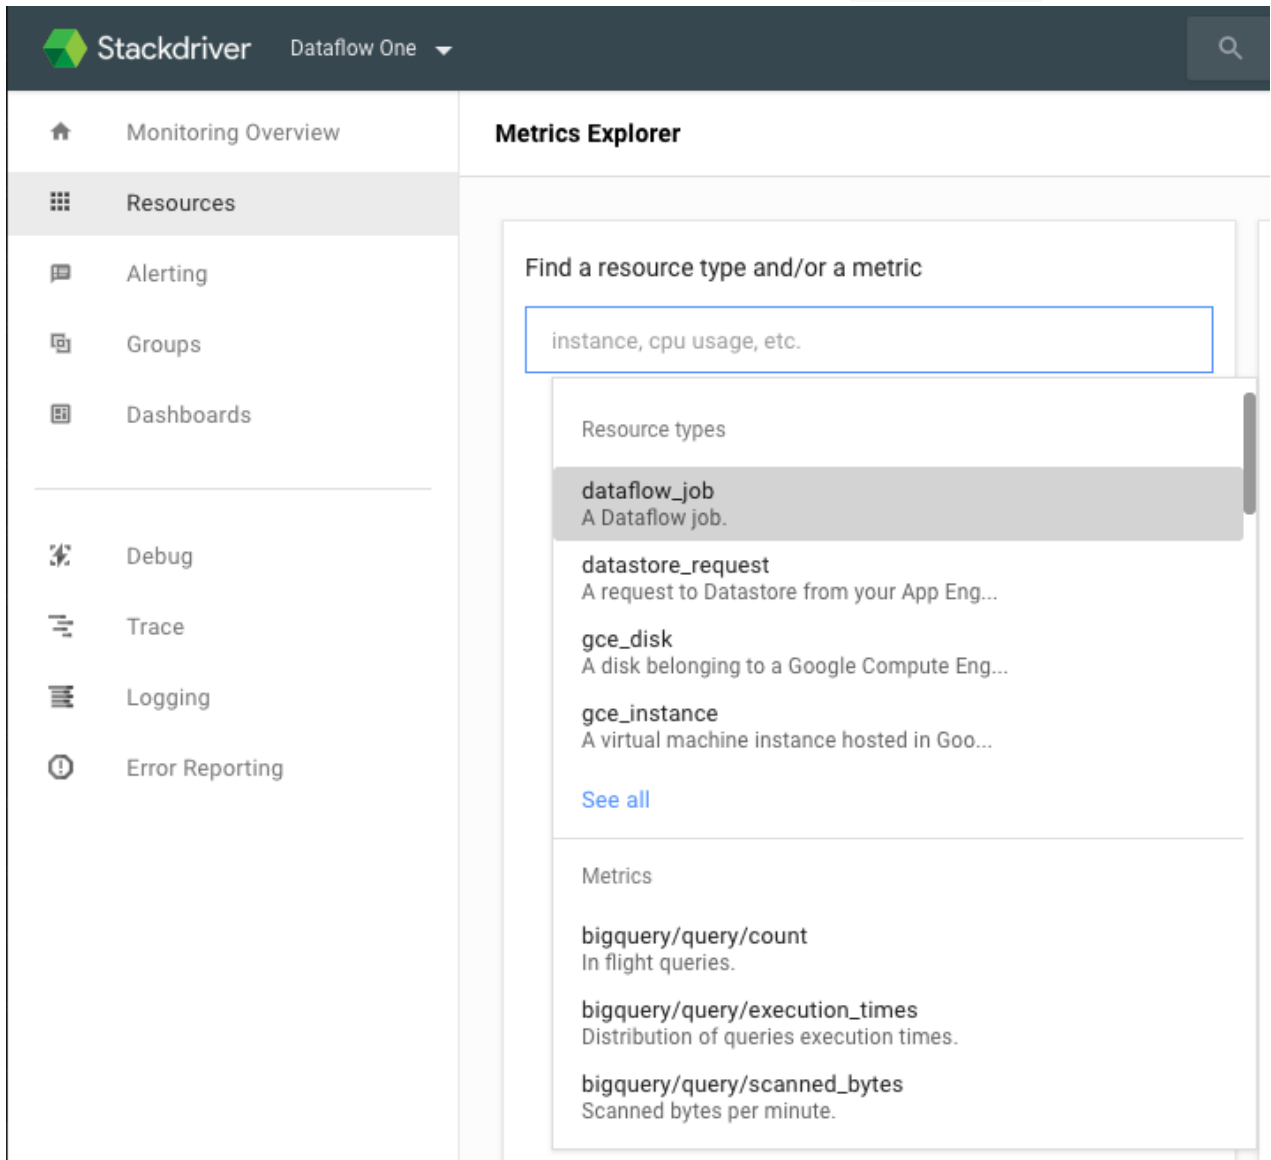 Stackdriver
Dataflow One
Monitoring Overview
Resources
Alerting
Groups
Dashboards
Debug
Trace
Logging
Error Reporting
Metrics Explorer
Find a resource type and/or a metric
instance, cpu usage, etc.
Resource types
dataflow_job
A Dataflow job.
datastore_request
A request to Datastore from your App Eng...
gce_disk
A disk belonging to a Google Compute Eng...
gce_instance
A virtual machine instance hosted in Goo...
See all
Metrics
bigquery/query/count
In flight queries.
bigquery/query/execution_times
Distribution of queries execution times.
bigquery/query/scanned_bytes
Scanned bytes per minute.